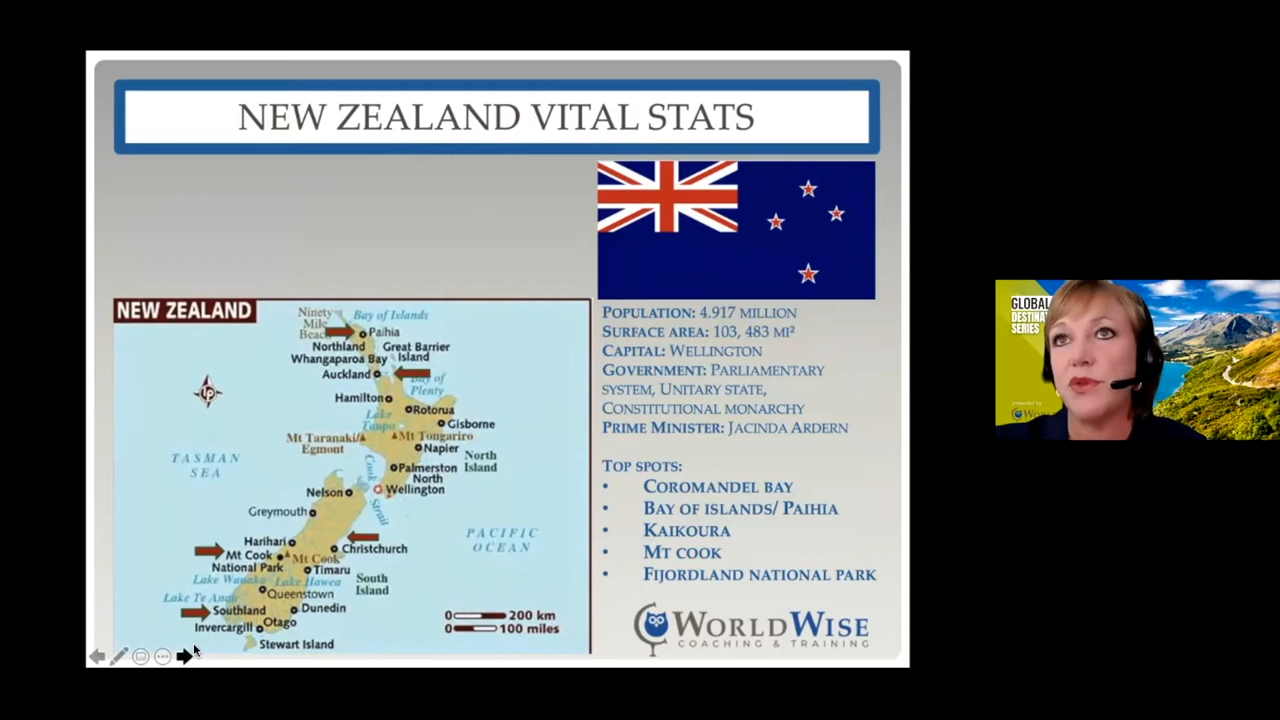 NEW ZEALAND VITAL STATS
POPULATION: 4.917 MILLION
SURFACE AREA: 103, 483 MI²
CAPITAL: WELLINGTON
GOVERNMENT: PARLIAMENTARY
SYSTEM, UNITARY STATE,
CONSTITUTIONAL MONARCHY
PRIME MINISTER: JACINDA ARDERN
TOP SPOTS:
• COROMANDEL BAY
• BAY OF ISLANDS/ PAIHIA
• KAIKOURA
• MT COOK
• FIJORDLAND NATIONAL PARK
WORLDWISE
COACHING & TRAINING
NEW ZEALAND
Ninety
Mile
Beach
Bay of Islands
Paihia
Northland
Great Barrier
Island
Whangaparoa Bay
Auckland
Bay of
Plenty
Hamilton
Rotorua
Lake
Taupo
Gisborne
Mt Taranaki/
Egmont
Mt Tongariro
Napier
North
Island
TASMAN
SEA
Palmerston
North
Cook
Strait
Nelson
Wellington
Greymouth
PACIFIC
OCEAN
Harihari
Christchurch
Mt Cook
National Park
Mt Cook
Timaru
Lake Wanaka
Lake Hawea
South
Island
Queenstown
Lake Te Anau
Southland
Dunedin
Otago
Invercargill
Stewart Island
0 200 km
0 100 miles
GLOBAL
DESTINA
SERIES
presented by
WORL